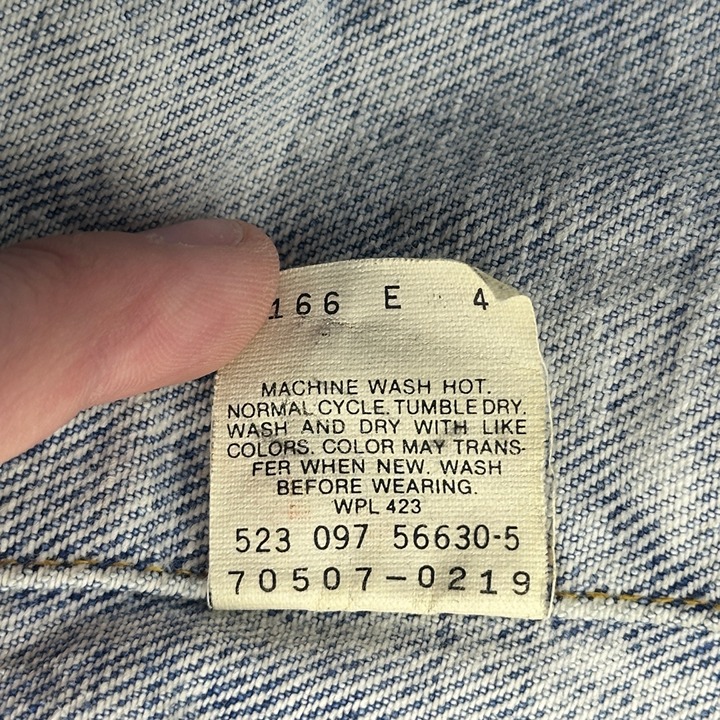 166 E 4
MACHINE WASH HOT.
NORMAL CYCLE. TUMBLE DRY.
WASH AND DRY WITH LIKE
COLORS. COLOR MAY TRANS-
FER WHEN NEW. WASH
BEFORE WEARING.
WPL 423
523 097 56630-5
70507-0219